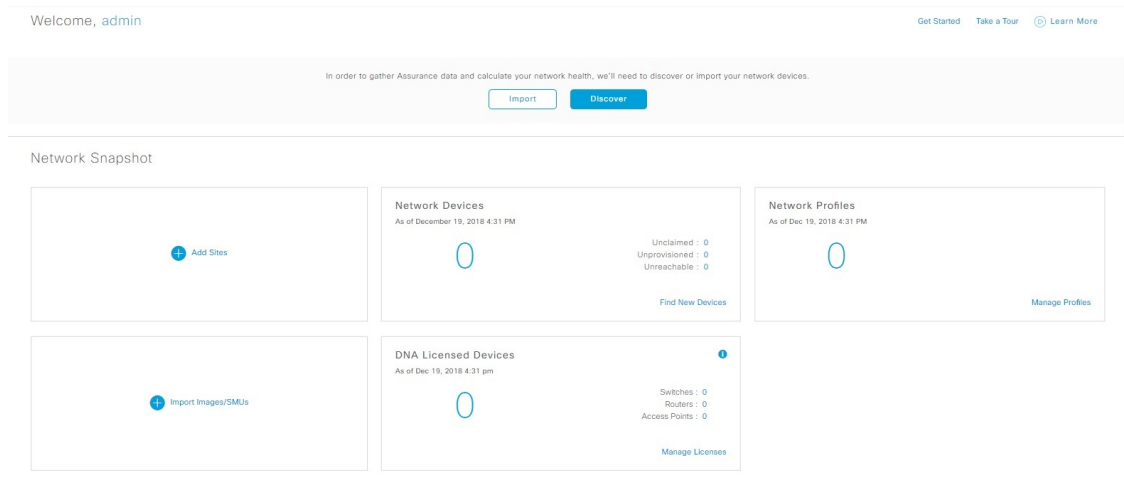 Welcome, admin
Get Started Take a Tour Learn More
In order to gather Assurance data and calculate your network health, we'll need to discover or import your network devices.
Import Discover
Network Snapshot
Add Sites
Network Devices
As of December 19, 2018 4:31 PM
0
Unclaimed : 0
Unprovisioned : 0
Unreachable : 0
Find New Devices
Network Profiles
As of Dec 19, 2018 4:31 PM
0
Manage Profiles
Import Images/SMUs
DNA Licensed Devices
As of Dec 19, 2018 4:31 pm
0
Switches : 0
Routers : 0
Access Points : 0
Manage Licenses